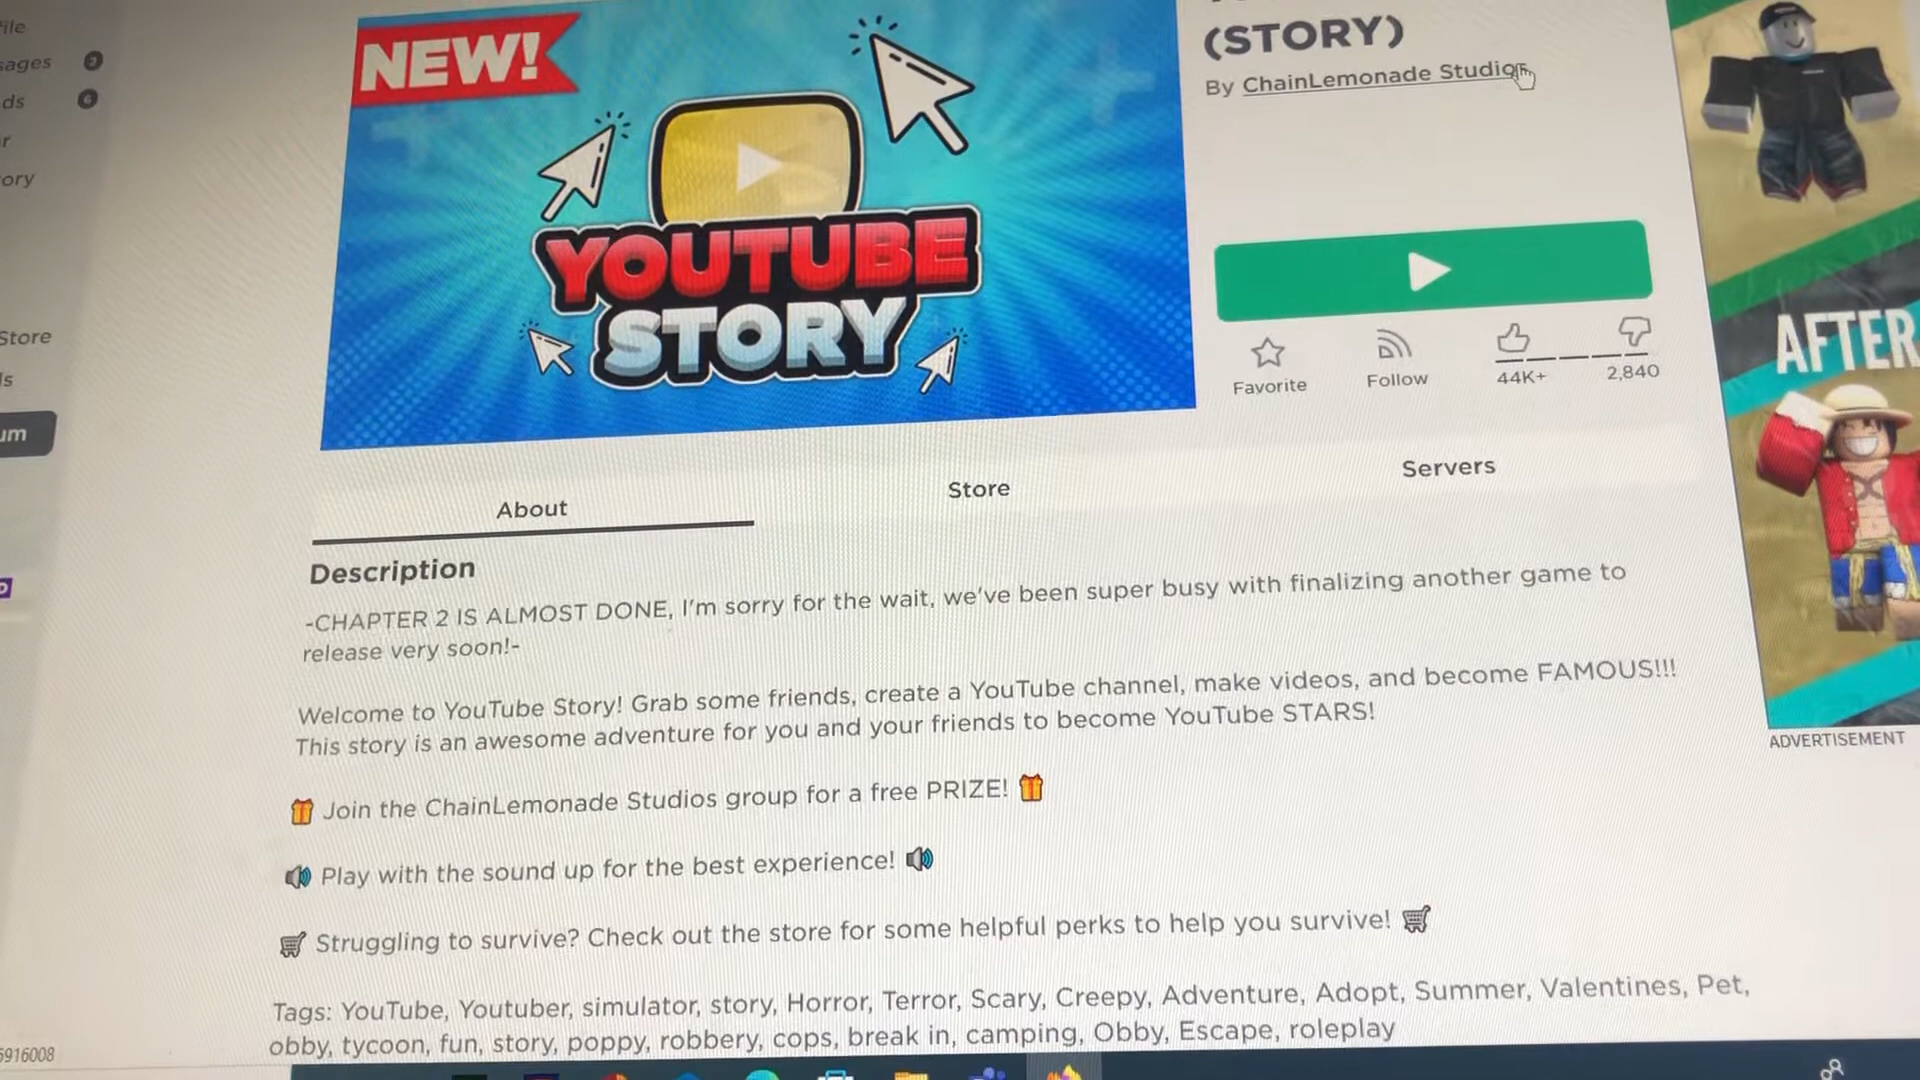 ile
sages 2
ds 6
r
ory
Store
ls
um
5916008
NEW!
YOUTUBE
STORY
(STORY)
By ChainLemonade Studios
Favorite
Follow
44K+
2,840
About
Store
Servers
Description
-CHAPTER 2 IS ALMOST DONE, I'm sorry for the wait, we've been super busy with finalizing another game to
release very soon!-
Welcome to YouTube Story! Grab some friends, create a YouTube channel, make videos, and become FAMOUS!!!
This story is an awesome adventure for you and your friends to become YouTube STARS!
🎁 Join the ChainLemonade Studios group for a free PRIZE! 🎁
🔊 Play with the sound up for the best experience! 🔊
🛒 Struggling to survive? Check out the store for some helpful perks to help you survive! 🛒
Tags: YouTube, Youtuber, simulator, story, Horror, Terror, Scary, Creepy, Adventure, Adopt, Summer, Valentines, Pet,
obby, tycoon, fun, story, poppy, robbery, cops, break in, camping, Obby, Escape, roleplay
AFTER
ADVERTISEMENT